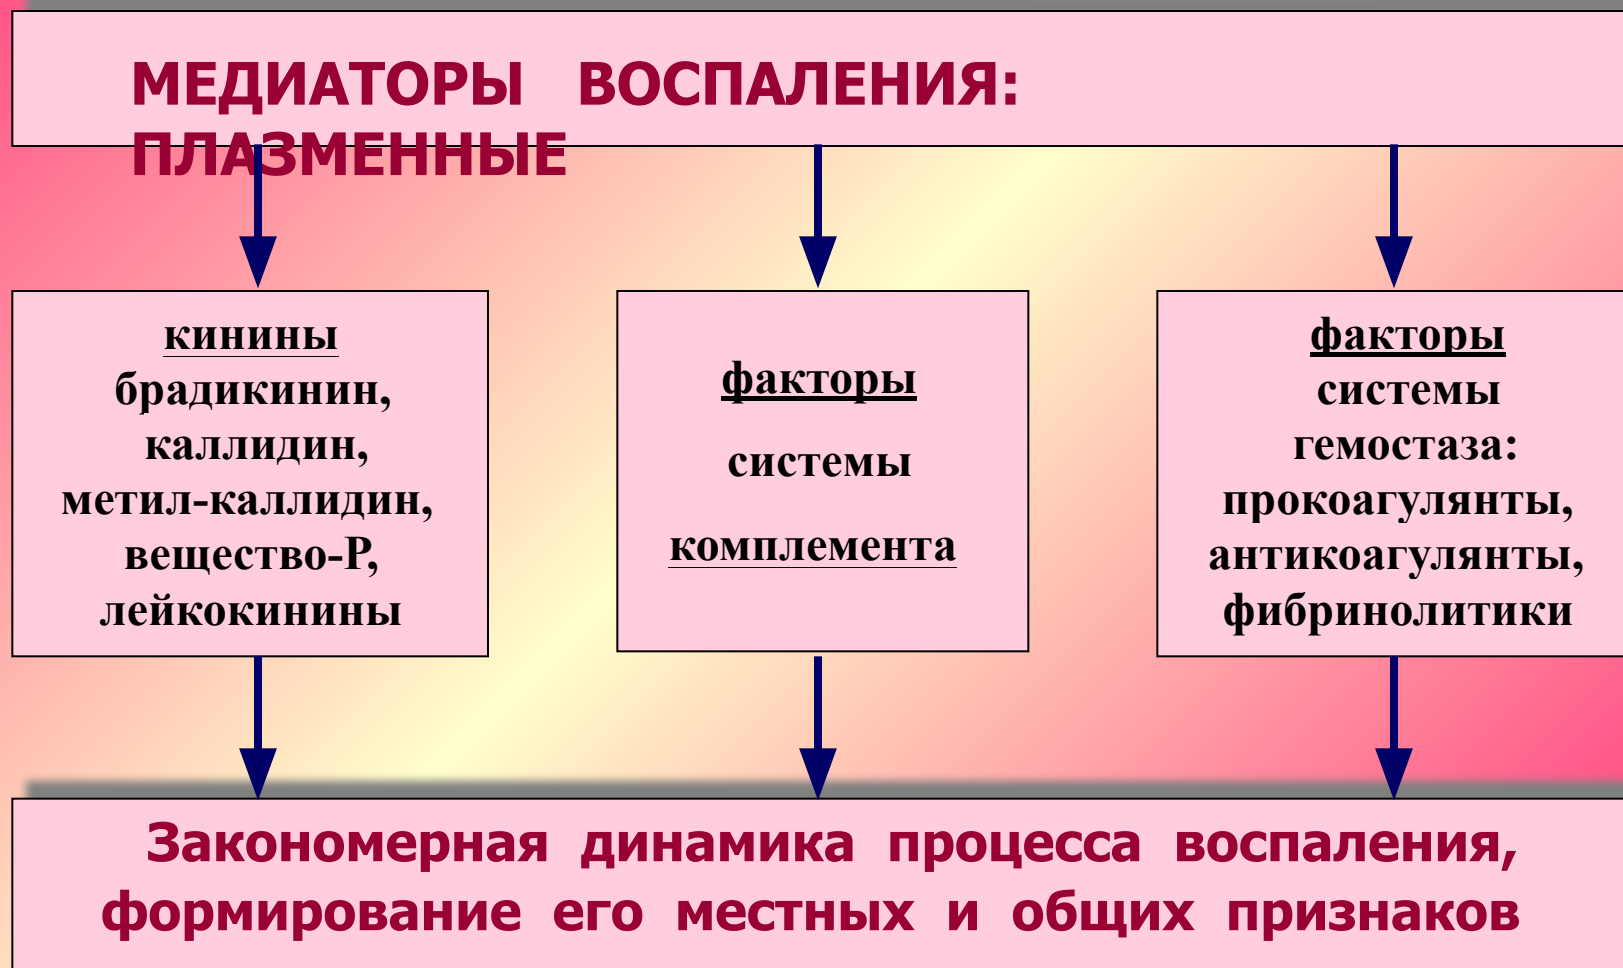 МЕДИАТОРЫ ВОСПАЛЕНИЯ:
ПЛАЗМЕННЫЕ
кинины
брадикинин,
каллидин,
метил-каллидин,
вещество-Р,
лейкокинины
факторы
системы
комплемента
факторы
системы
гемостаза:
прокоагулянты,
антикоагулянты,
фибринолитики
Закономерная динамика процесса воспаления,
формирование его местных и общих признаков